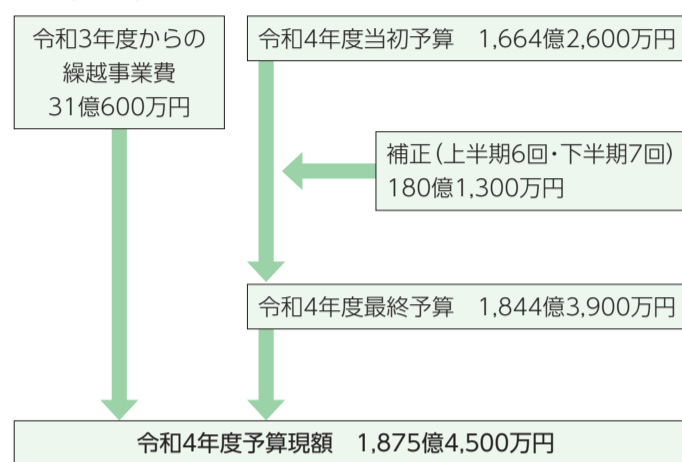 令和3年度からの
繰越事業費
31億600万円
令和4年度当初予算　1,664億2,600万円
補正（上半期6回・下半期7回）
180億1,300万円
令和4年度最終予算　1,844億3,900万円
令和4年度予算現額　1,875億4,500万円